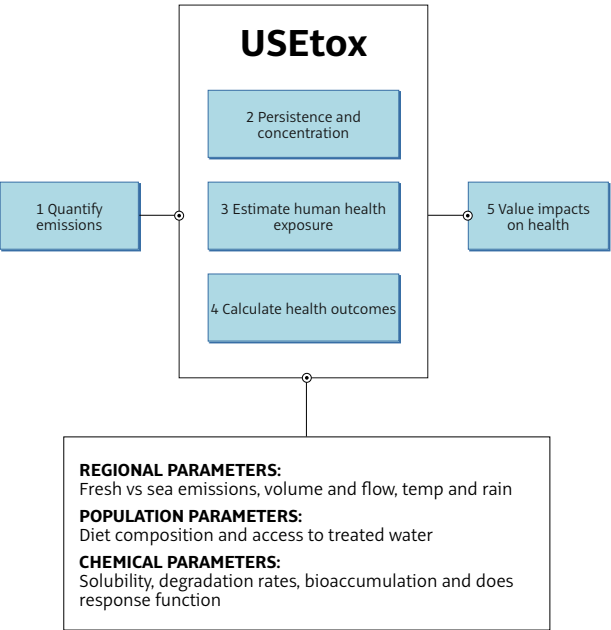 USEtox
2 Persistence and
concentration
1 Quantify
emissions
3 Estimate human health
exposure
5 Value impacts
on health
4 Calculate health outcomes
REGIONAL PARAMETERS:
Fresh vs sea emissions, volume and flow, temp and rain
POPULATION PARAMETERS:
Diet composition and access to treated water
CHEMICAL PARAMETERS:
Solubility, degradation rates, bioaccumulation and does
response function